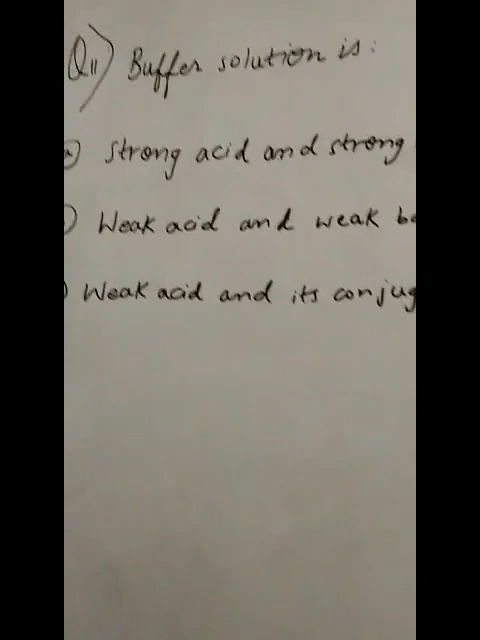 Q11) Buffer solution is:
a) Strong acid and strong
) Weak acid and weak
) Weak acid and its